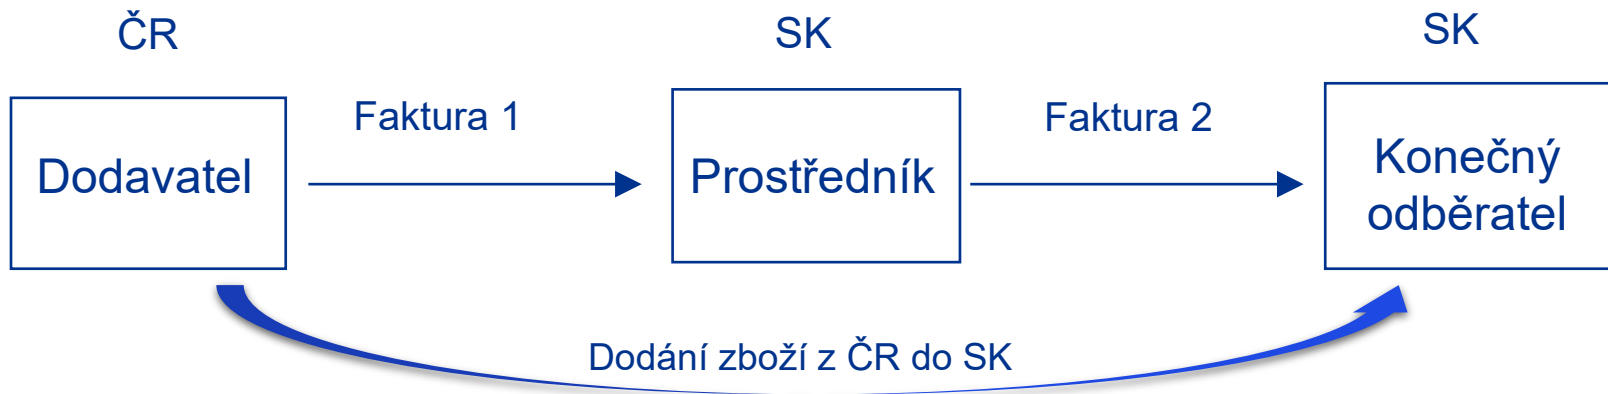 ČR
SK
SK
Faktura 1
Faktura 2
Dodavatel
Prostředník
Konečný
odběratel
Dodání zboží z ČR do SK